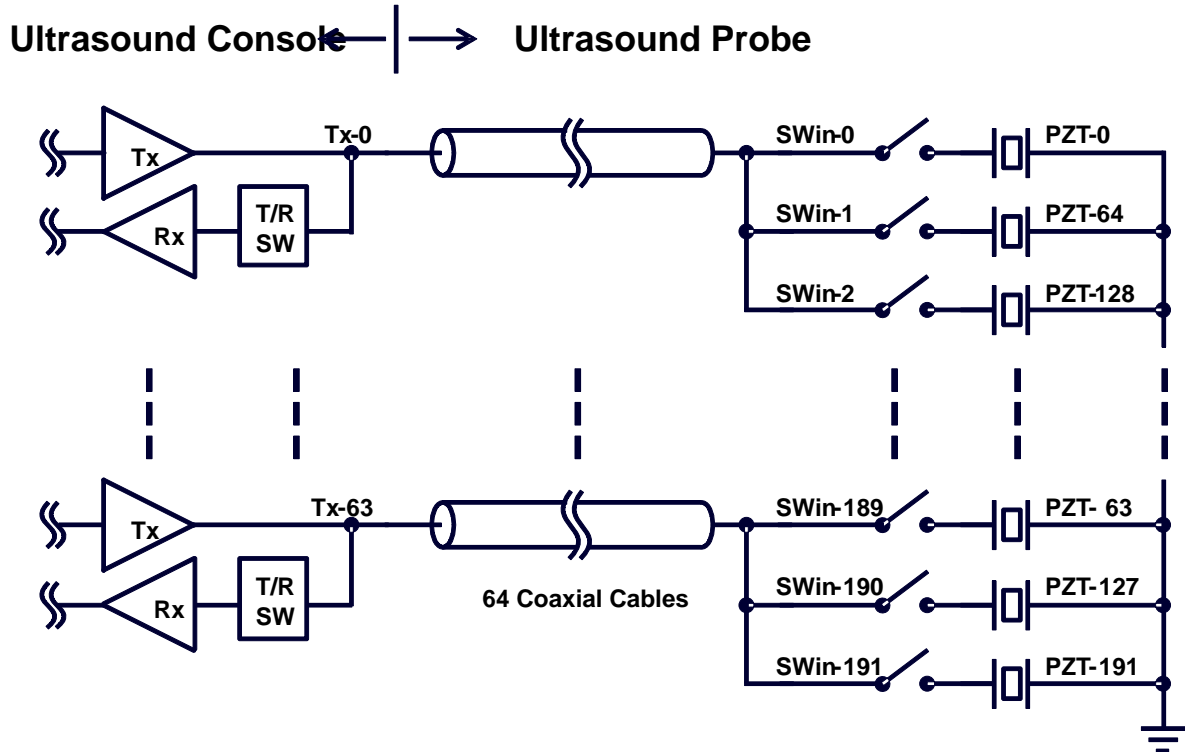 Ultrasound Console
Ultrasound Probe
Tx-0
Tx
Rx
T/R
SW
SWin-0
PZT-0
SWin-1
PZT-64
SWin-2
PZT-128
Tx-63
Tx
Rx
T/R
SW
64 Coaxial Cables
SWin-189
PZT- 63
SWin-190
PZT-127
SWin-191
PZT-191